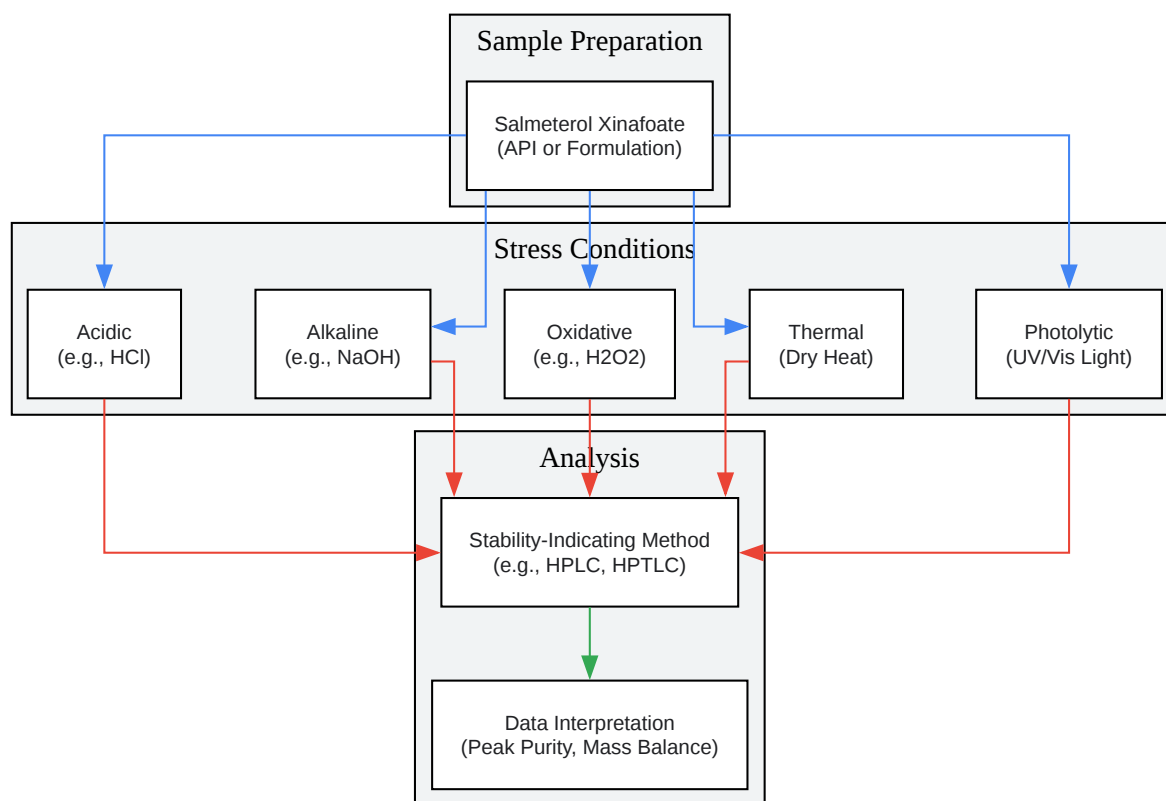 Sample Preparation
Salmeterol Xinafoate
(API or Formulation)
Stress Conditions
Acidic
(e.g., HCl)
Alkaline
(e.g., NaOH)
Oxidative
(e.g., H2O2)
Thermal
(Dry Heat)
Photolytic
(UV/Vis Light)
Analysis
Stability-Indicating Method
(e.g., HPLC, HPTLC)
Data Interpretation
(Peak Purity, Mass Balance)